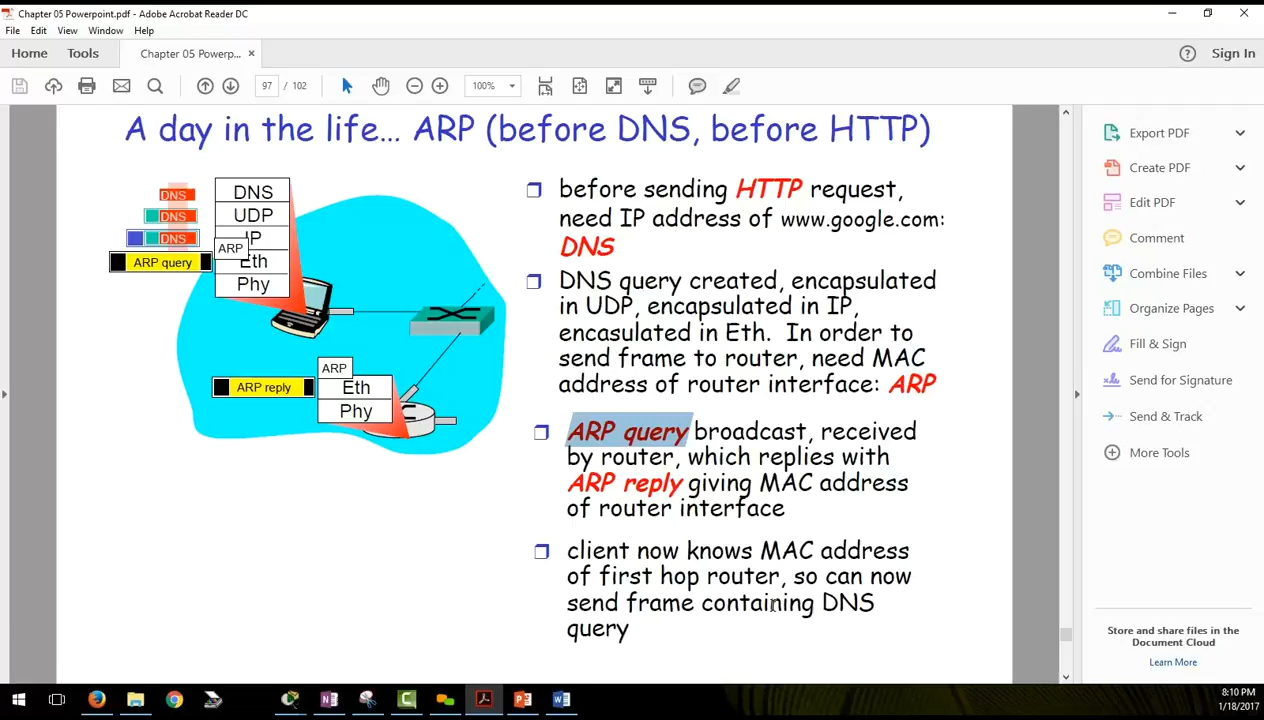 Chapter 05 Powerpoint.pdf - Adobe Acrobat Reader DC
File Edit View Window Help
Home Tools Chapter 05 Powerp... × Sign In
97 / 102 100%
A day in the life... ARP (before DNS, before HTTP)
DNS
DNS
DNS
ARP query
DNS
UDP
IP
ARP
Eth
Phy
ARP
ARP reply
Eth
Phy
before sending HTTP request,
need IP address of www.google.com:
DNS
DNS query created, encapsulated
in UDP, encapsulated in IP,
encasulated in Eth. In order to
send frame to router, need MAC
address of router interface: ARP
ARP query broadcast, received
by router, which replies with
ARP reply giving MAC address
of router interface
client now knows MAC address
of first hop router, so can now
send frame containing DNS
query
Export PDF
Create PDF
Edit PDF
Comment
Combine Files
Organize Pages
Fill & Sign
Send for Signature
Send & Track
More Tools
Store and share files in the
Document Cloud
Learn More
8:10 PM
1/18/2017